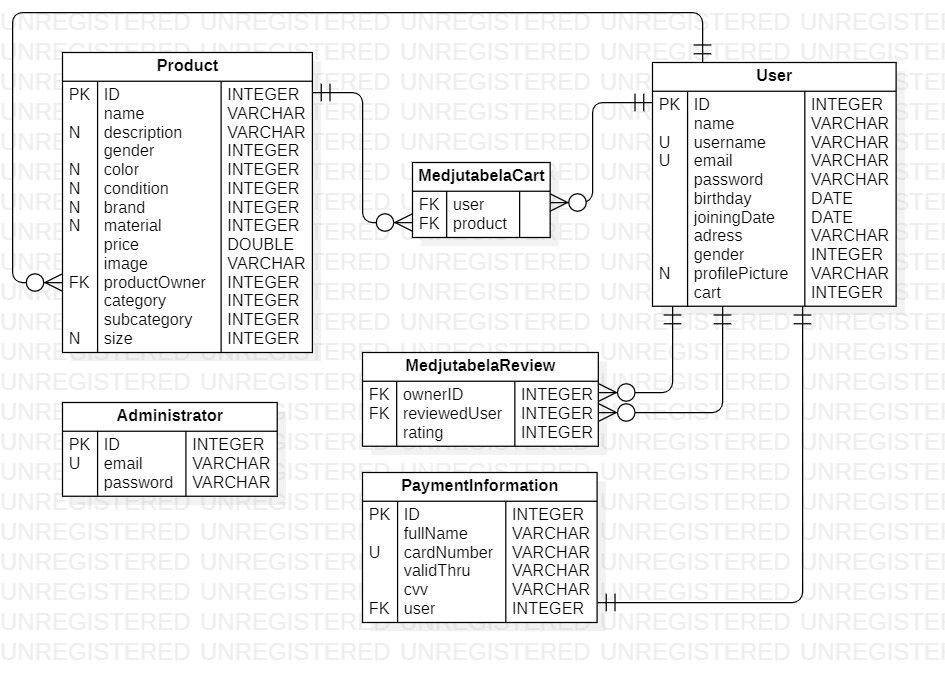 Product
PK ID INTEGER
name VARCHAR
N description VARCHAR
gender INTEGER
N color INTEGER
N condition INTEGER
N brand INTEGER
N material INTEGER
price DOUBLE
image VARCHAR
FK productOwner INTEGER
category INTEGER
subcategory INTEGER
N size INTEGER
User
PK ID INTEGER
name VARCHAR
U username VARCHAR
U email VARCHAR
password VARCHAR
birthday DATE
joiningDate DATE
adress VARCHAR
gender INTEGER
N profilePicture VARCHAR
cart INTEGER
MedjutabelaCart
FK user
FK product
MedjutabelaReview
FK ownerID INTEGER
FK reviewedUser INTEGER
rating INTEGER
Administrator
PK ID INTEGER
U email VARCHAR
password VARCHAR
PaymentInformation
PK ID INTEGER
fullName VARCHAR
U cardNumber VARCHAR
validThru VARCHAR
cvv VARCHAR
FK user INTEGER
UNREGISTERED